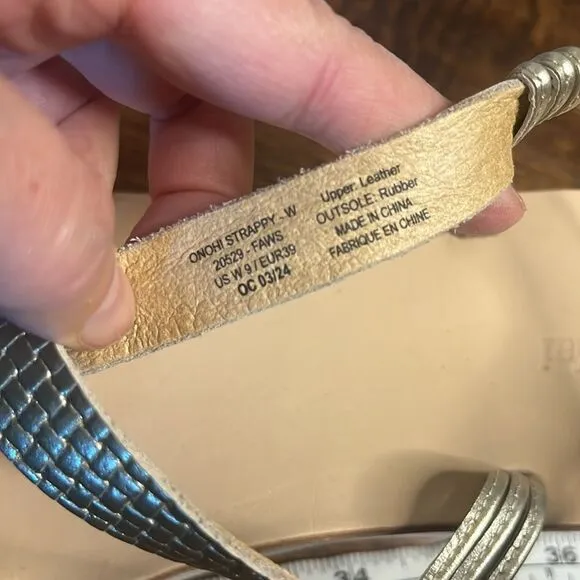 ONOHI STRAPPY - W
20529 - FAWS
US W 9 / EUR39
OC 03/24
Upper: Leather
OUTSOLE: Rubber
MADE IN CHINA
FABRIQUE EN CHINE
34
36